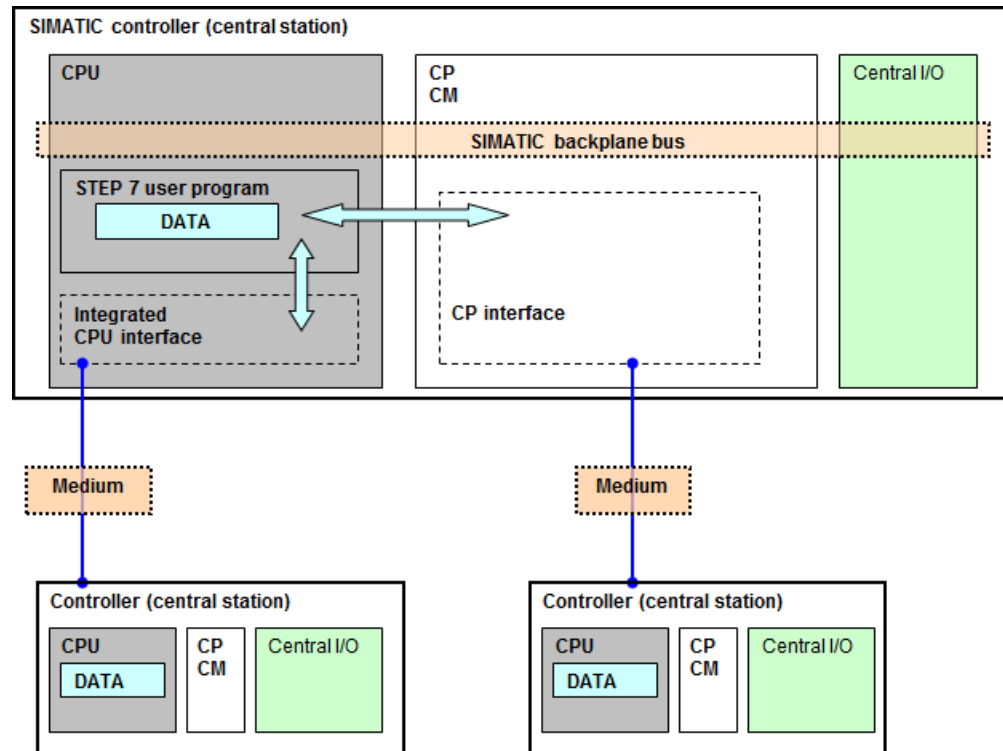 SIMATIC controller (central station)
CPU
CP
CM
Central I/O
SIMATIC backplane bus
STEP 7 user program
DATA
Integrated
CPU interface
CP interface
Medium
Medium
Controller (central station)
CPU
DATA
CP
CM
Central I/O
Controller (central station)
CPU
DATA
CP
CM
Central I/O